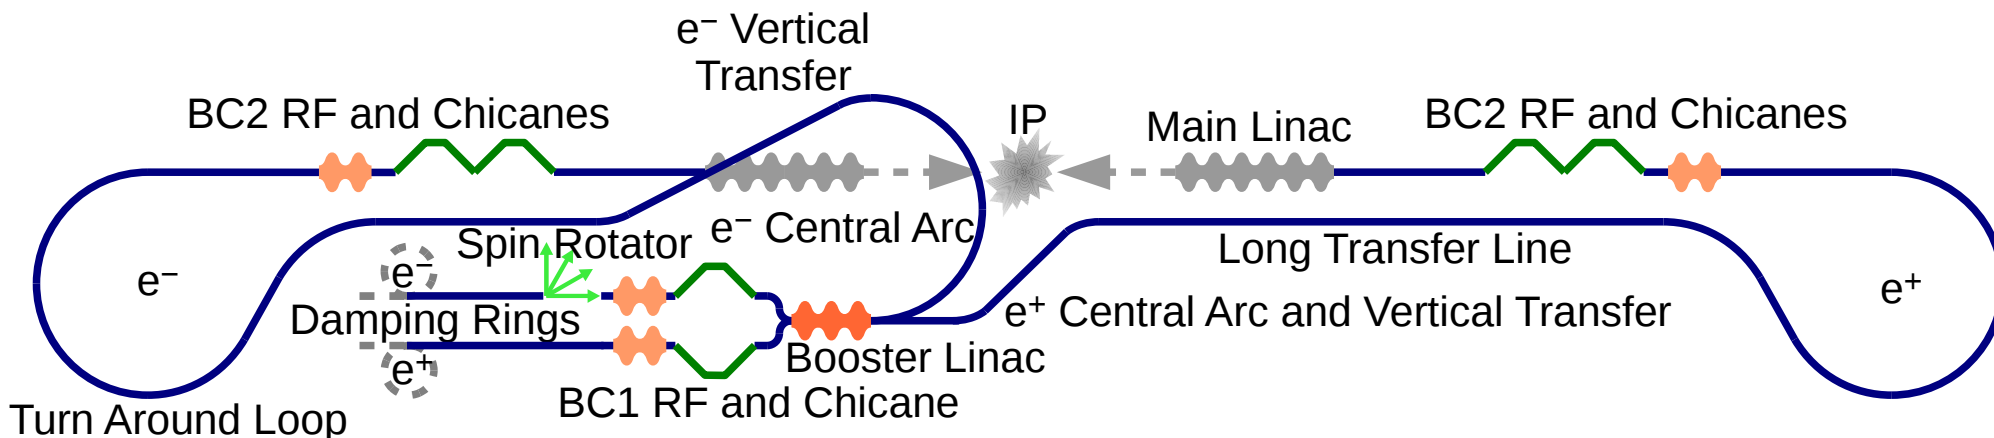 e⁻ Vertical
Transfer
BC2 RF and Chicanes
IP
Main Linac
BC2 RF and Chicanes
e⁻ Central Arc
Spin Rotator
Long Transfer Line
e⁻
e⁻
e⁺
Damping Rings
e⁺ Central Arc and Vertical Transfer
e⁺
Booster Linac
BC1 RF and Chicane
Turn Around Loop